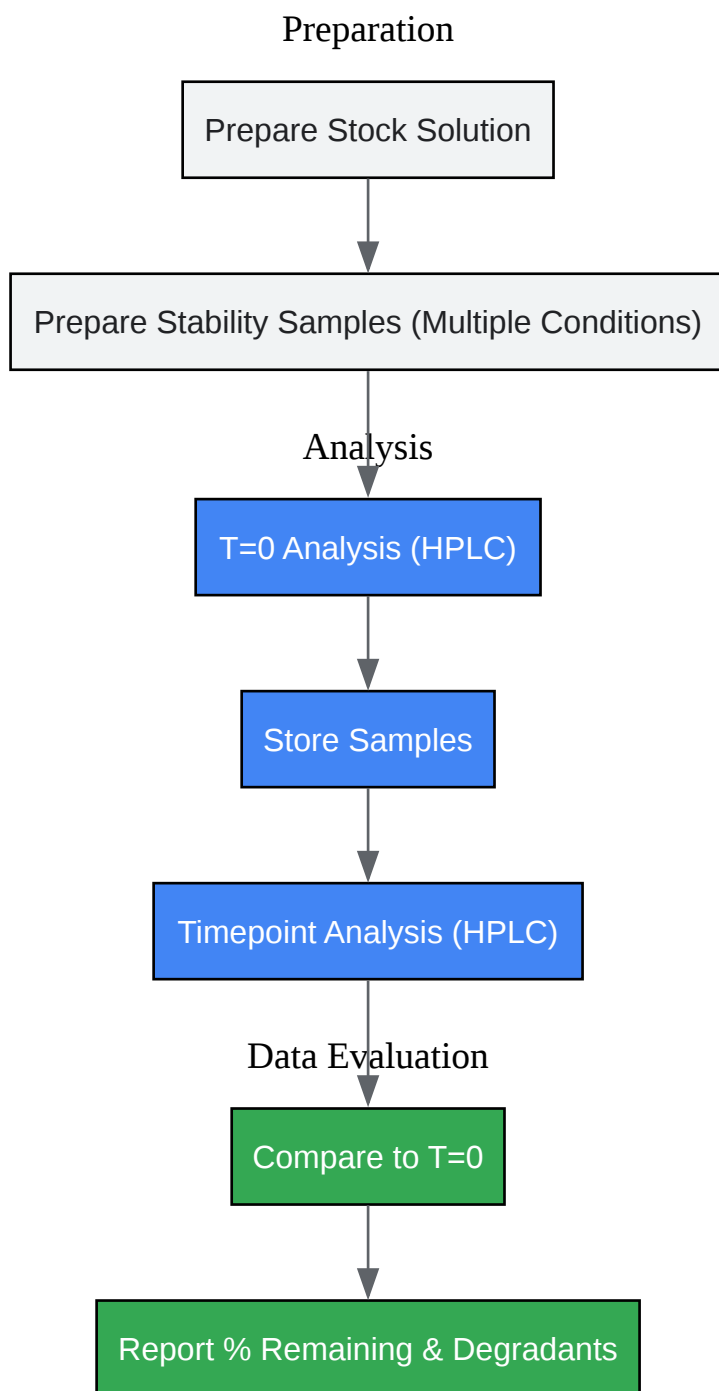 Preparation
Prepare Stock Solution
Prepare Stability Samples (Multiple Conditions)
Analysis
T=0 Analysis (HPLC)
Store Samples
Timepoint Analysis (HPLC)
Data Evaluation
Compare to T=0
Report % Remaining & Degradants